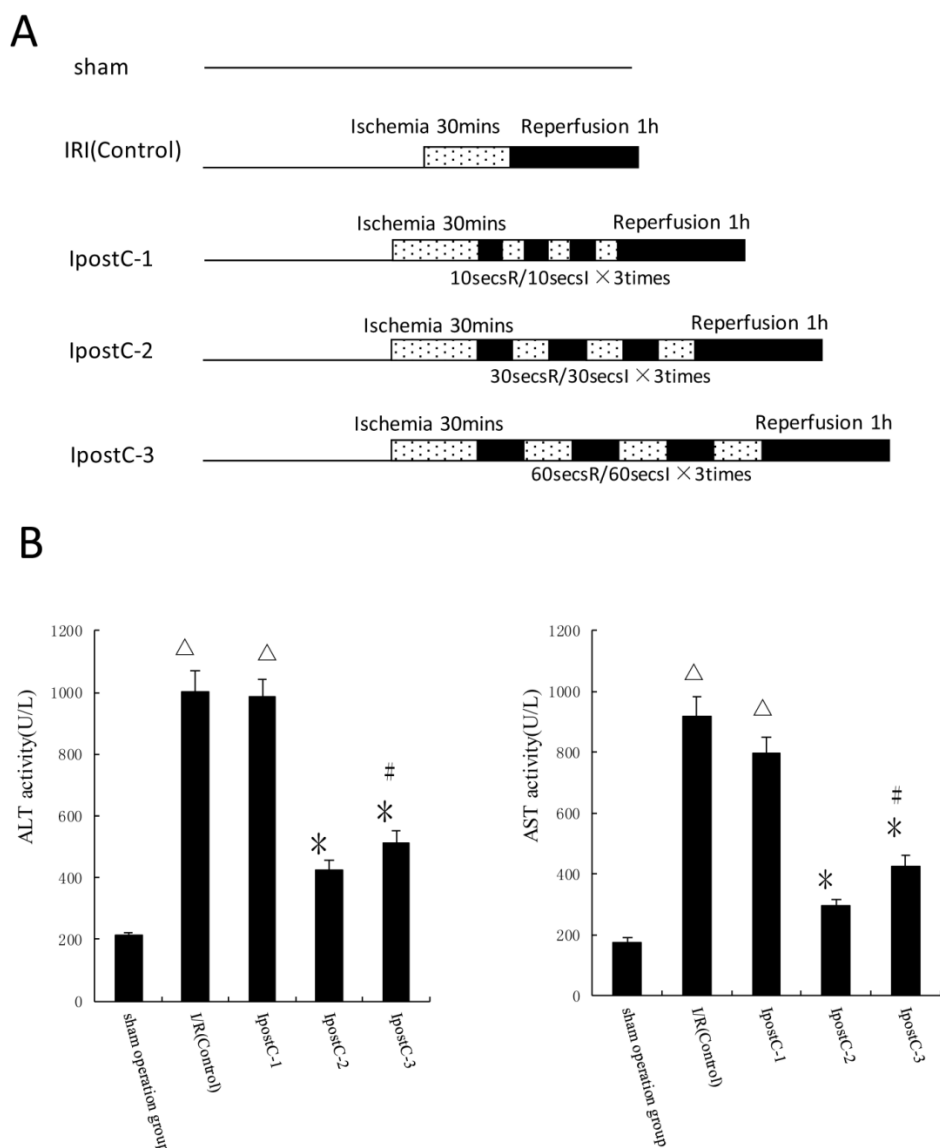 A
sham
IRI(Control)
Ischemia 30mins Reperfusion 1h
IpostC-1
Ischemia 30mins Reperfusion 1h
10secsR/10secsI ×3times
IpostC-2
Ischemia 30mins Reperfusion 1h
30secsR/30secsI ×3times
IpostC-3
Ischemia 30mins Reperfusion 1h
60secsR/60secsI ×3times
B
ALT activity(U/L)
1200
1000
800
600
400
200
0
△
△
*
#
*
sham operation group
I/R(Control)
IpostC-1
IpostC-2
IpostC-3
AST activity(U/L)
1200
1000
800
600
400
200
0
△
△
*
#
*
sham operation group
I/R(Control)
IpostC-1
IpostC-2
IpostC-3